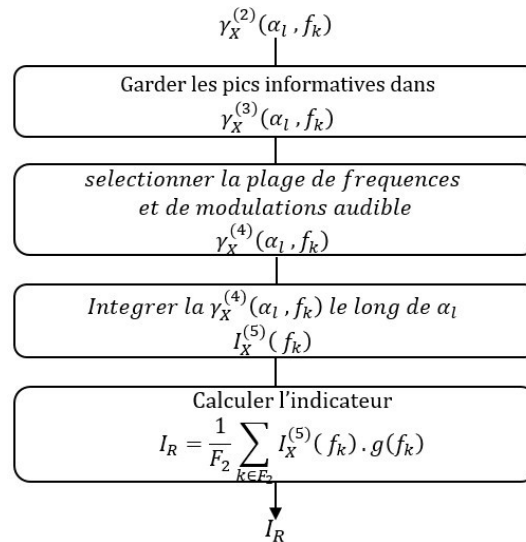 γ_X^(2)(α_l , f_k)
Garder les pics informatives dans
γ_X^(3)(α_l , f_k)
selectionner la plage de frequences
et de modulations audible
γ_X^(4)(α_l , f_k)
Integrer la γ_X^(4)(α_l , f_k) le long de α_l
I_X^(5)( f_k)
Calculer l'indicateur
I_R = 1/F_2 ∑_{k∈F_2} I_X^(5)( f_k) . g(f_k)
I_R